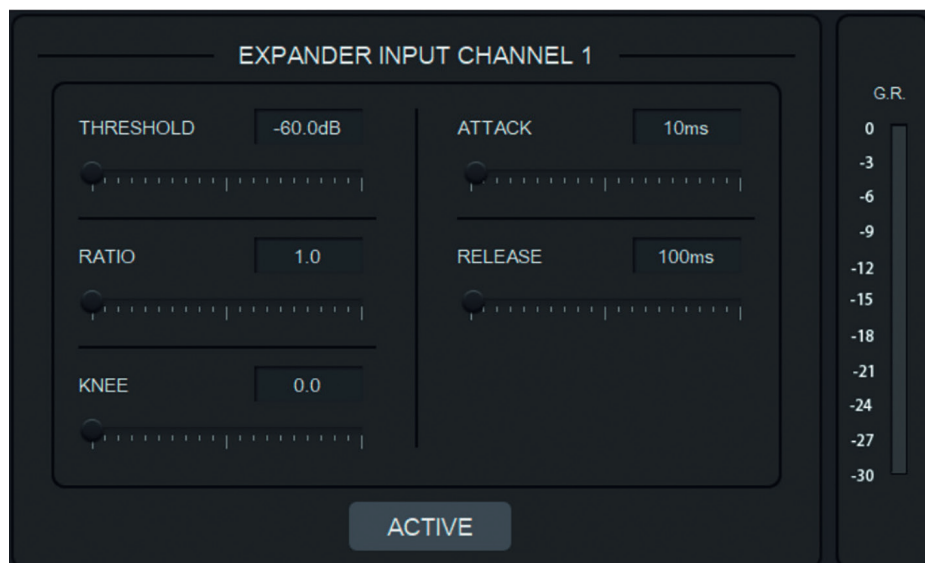 EXPANDER INPUT CHANNEL 1
THRESHOLD -60.0dB
RATIO 1.0
KNEE 0.0
ATTACK 10ms
RELEASE 100ms
ACTIVE
G.R.
0
-3
-6
-9
-12
-15
-18
-21
-24
-27
-30